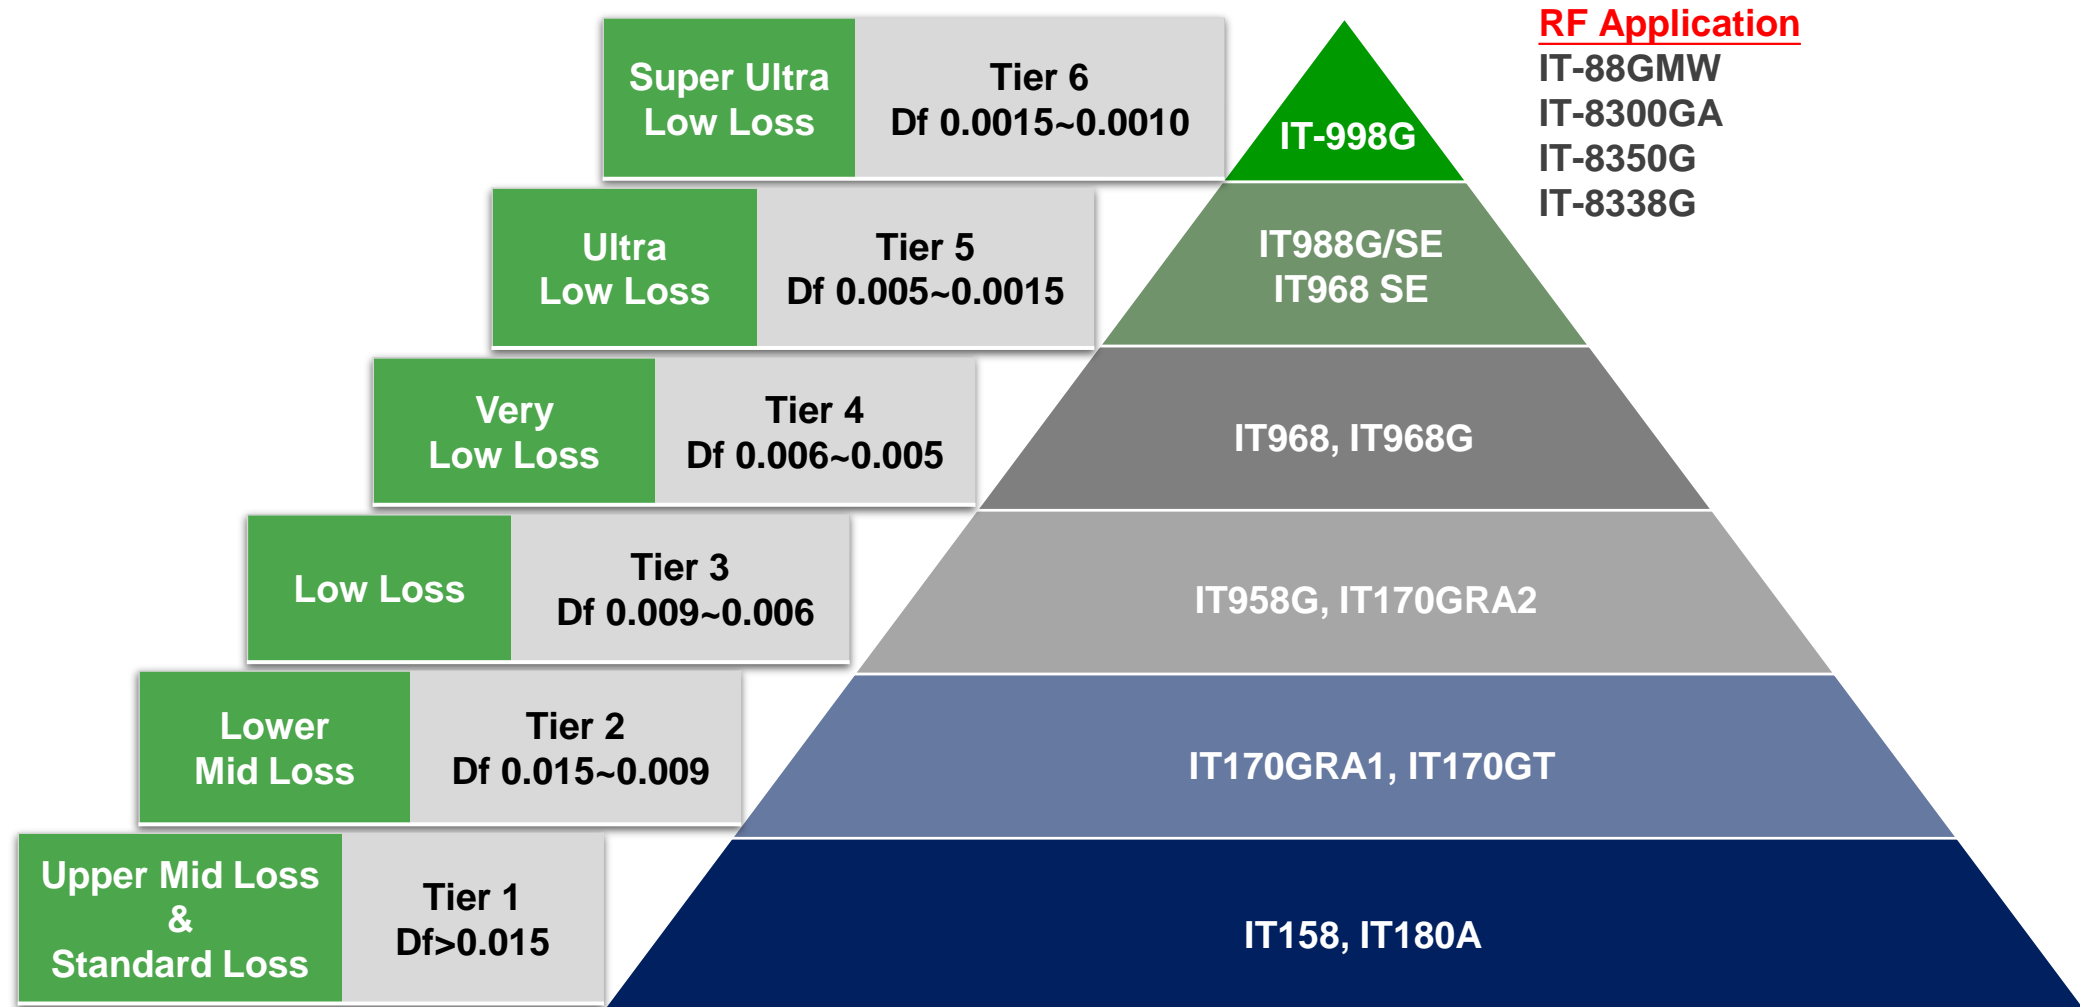 RF Application
IT-88GMW
IT-8300GA
IT-8350G
IT-8338G
Super Ultra
Low Loss
Tier 6
Df 0.0015~0.0010
IT-998G
Ultra
Low Loss
Tier 5
Df 0.005~0.0015
IT988G/SE
IT968 SE
Very
Low Loss
Tier 4
Df 0.006~0.005
IT968, IT968G
Low Loss
Tier 3
Df 0.009~0.006
IT958G, IT170GRA2
Lower
Mid Loss
Tier 2
Df 0.015~0.009
IT170GRA1, IT170GT
Upper Mid Loss
&
Standard Loss
Tier 1
Df>0.015
IT158, IT180A